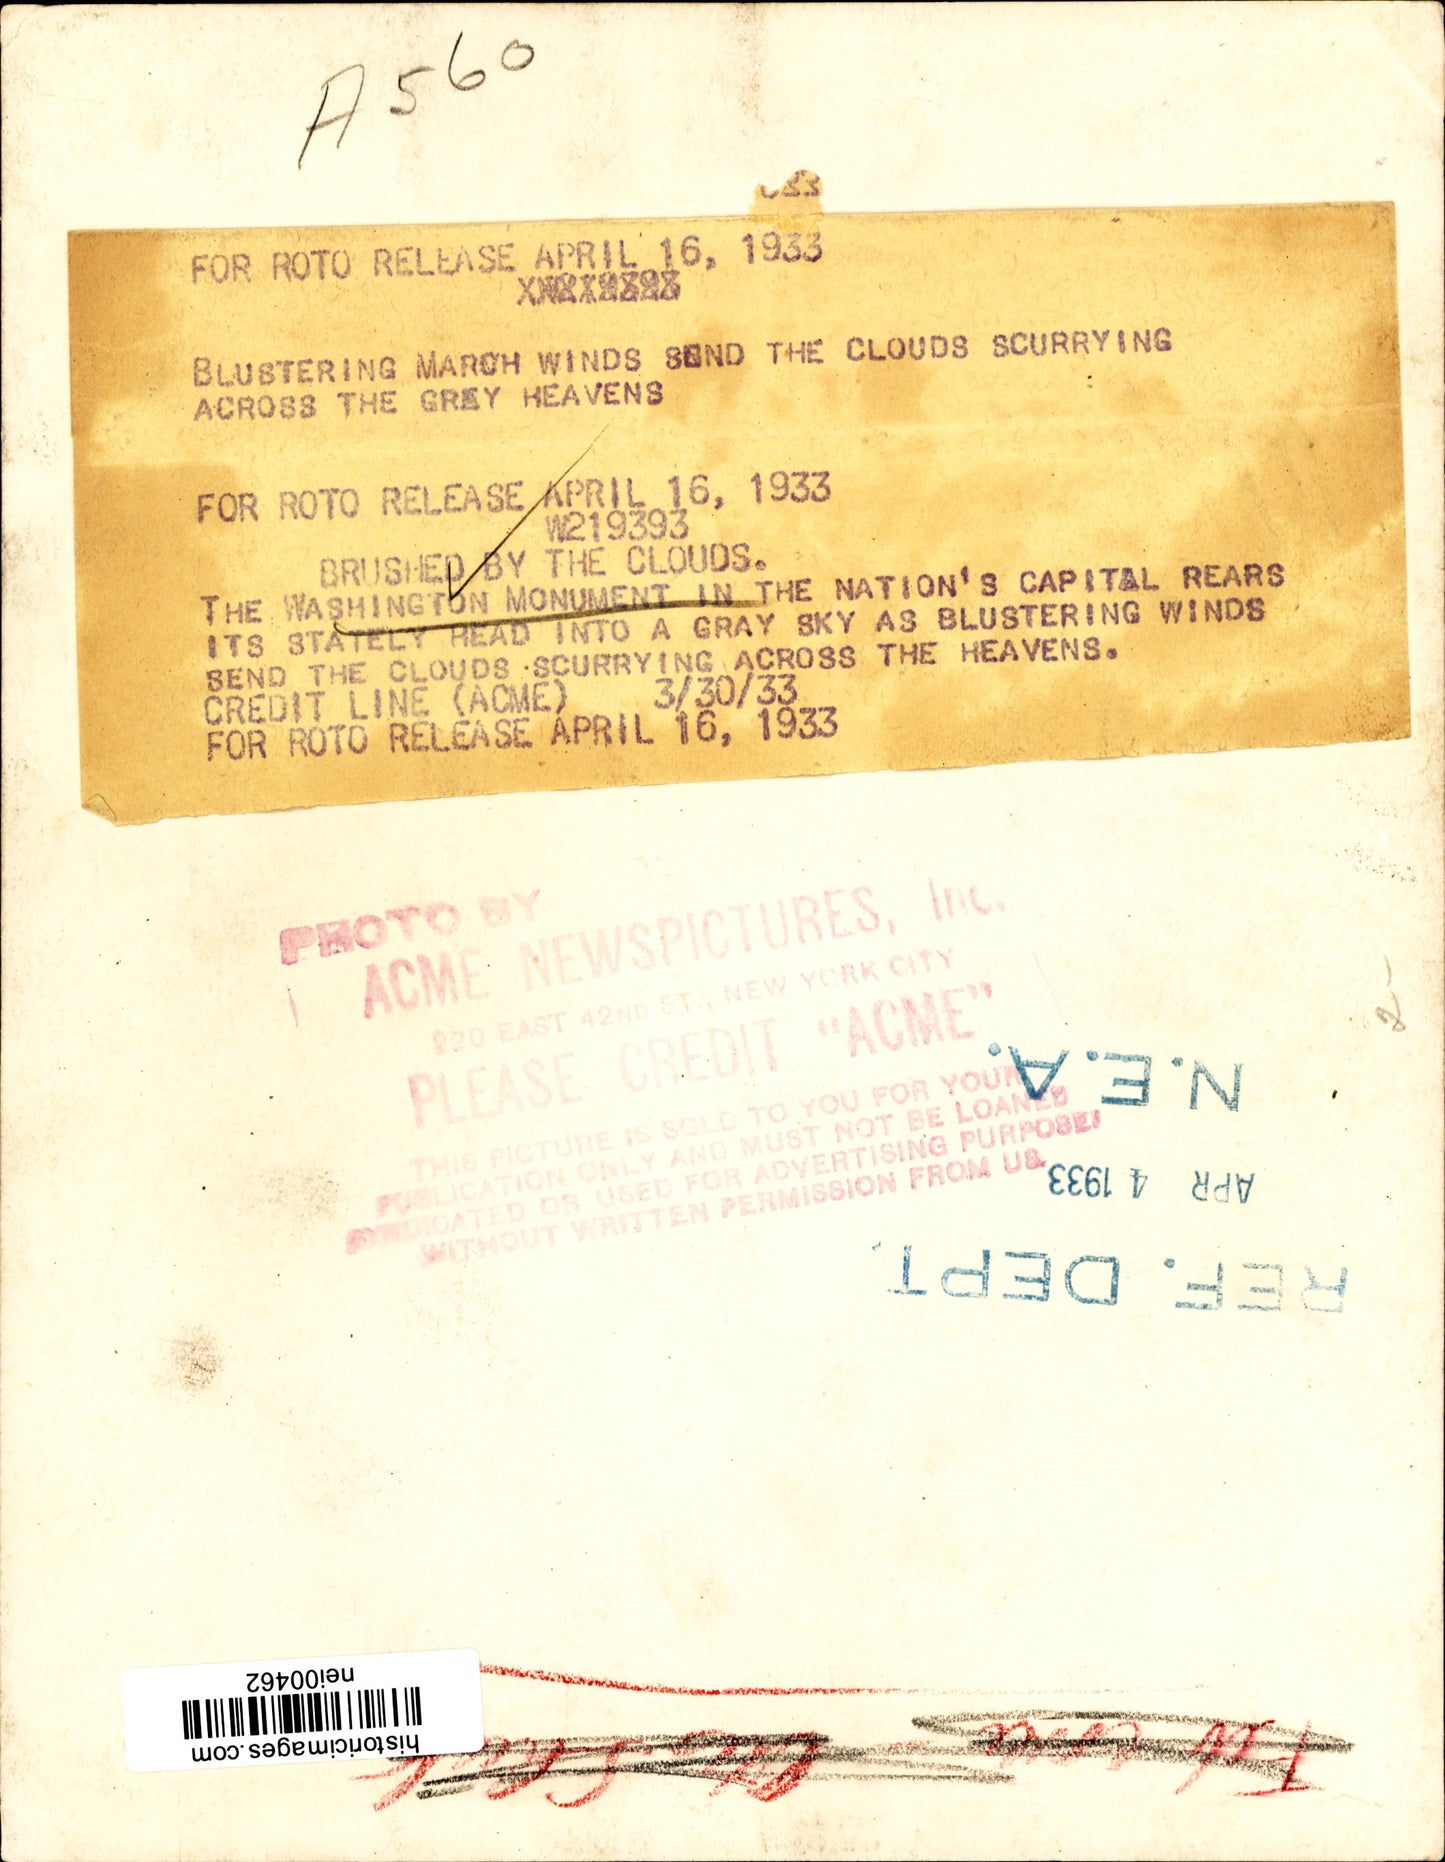 A560
FOR ROTO RELEASE APRIL 16, 1933
BLUSTERING MARCH WINDS SEND THE CLOUDS SCURRYING
ACROSS THE GREY HEAVENS
FOR ROTO RELEASE APRIL 16, 1933
W219393
BRUSHED BY THE CLOUDS.
THE WASHINGTON MONUMENT IN THE NATION'S CAPITAL REARS
ITS STATELY HEAD INTO A GRAY SKY AS BLUSTERING WINDS
SEND THE CLOUDS SCURRYING ACROSS THE HEAVENS.
CREDIT LINE (ACME) 3/30/33
FOR ROTO RELEASE APRIL 16, 1933
PHOTO BY
ACME NEWSPICTURES, Inc.
220 EAST 42ND ST., NEW YORK CITY
PLEASE CREDIT "ACME"
THIS PICTURE IS SOLD TO YOU FOR YOUR
PUBLICATION ONLY AND MUST NOT BE LOANED
SYNDICATED OR USED FOR ADVERTISING PURPOSES
WITHOUT WRITTEN PERMISSION FROM US.
N.E.A.
APR 4 1933
REF. DEPT.
historicimages.com
nei00462